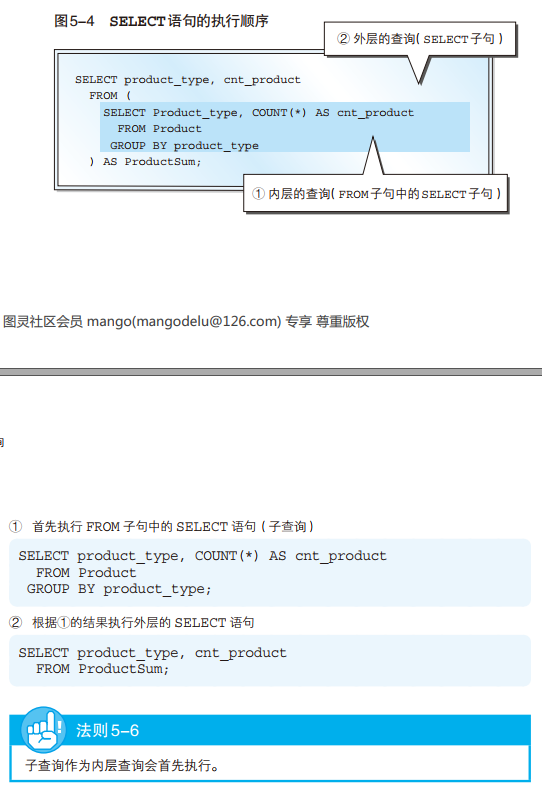 图5-4 SELECT语句的执行顺序
② 外层的查询( SELECT子句 )
SELECT product_type, cnt_product
FROM (
SELECT Product_type, COUNT(*) AS cnt_product
FROM Product
GROUP BY product_type
) AS ProductSum;
① 内层的查询( FROM子句中的SELECT子句 )
图灵社区会员 mango(mangodelu@126.com) 专享 尊重版权
① 首先执行 FROM 子句中的 SELECT 语句 ( 子查询 )
SELECT product_type, COUNT(*) AS cnt_product
FROM Product
GROUP BY product_type;
② 根据①的结果执行外层的 SELECT 语句
SELECT product_type, cnt_product
FROM ProductSum;
法则 5-6
子查询作为内层查询会首先执行。